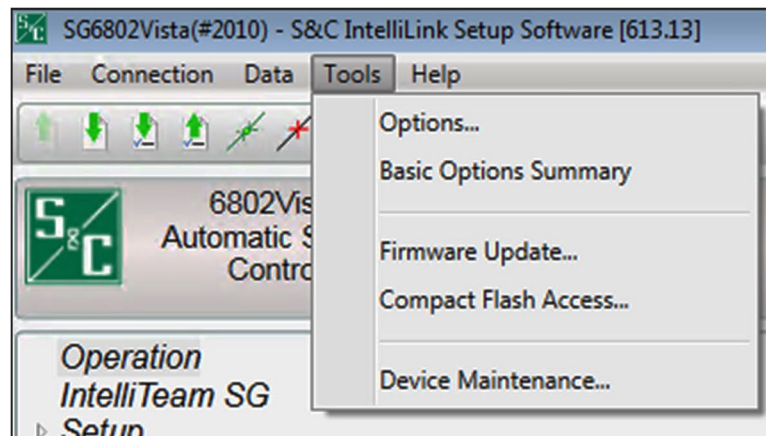 SG6802Vista(#2010) - S&C IntelliLink Setup Software [613.13]
File Connection Data Tools Help
Options...
Basic Options Summary
Firmware Update...
Compact Flash Access...
Device Maintenance...
S&C
6802Vis
Automatic S
Contro
Operation
IntelliTeam SG
Setup